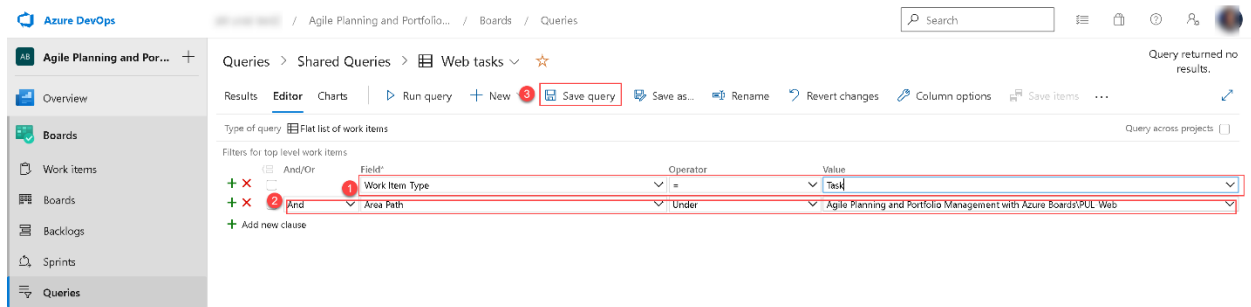 Azure DevOps
/ Agile Planning and Portfolio... / Boards / Queries
Search
AB Agile Planning and Por...
Queries > Shared Queries > Web tasks
Query returned no results.
Overview
Results Editor Charts Run query New 3 Save query Save as... Rename Revert changes Column options Save items ...
Boards
Type of query Flat list of work items
Query across projects
Filters for top level work items
Work items
And/Or Field* Operator Value
1 Work Item Type = Task
Boards
2 And Area Path Under Agile Planning and Portfolio Management with Azure Boards\PUL Web
Backlogs
+ Add new clause
Sprints
Queries